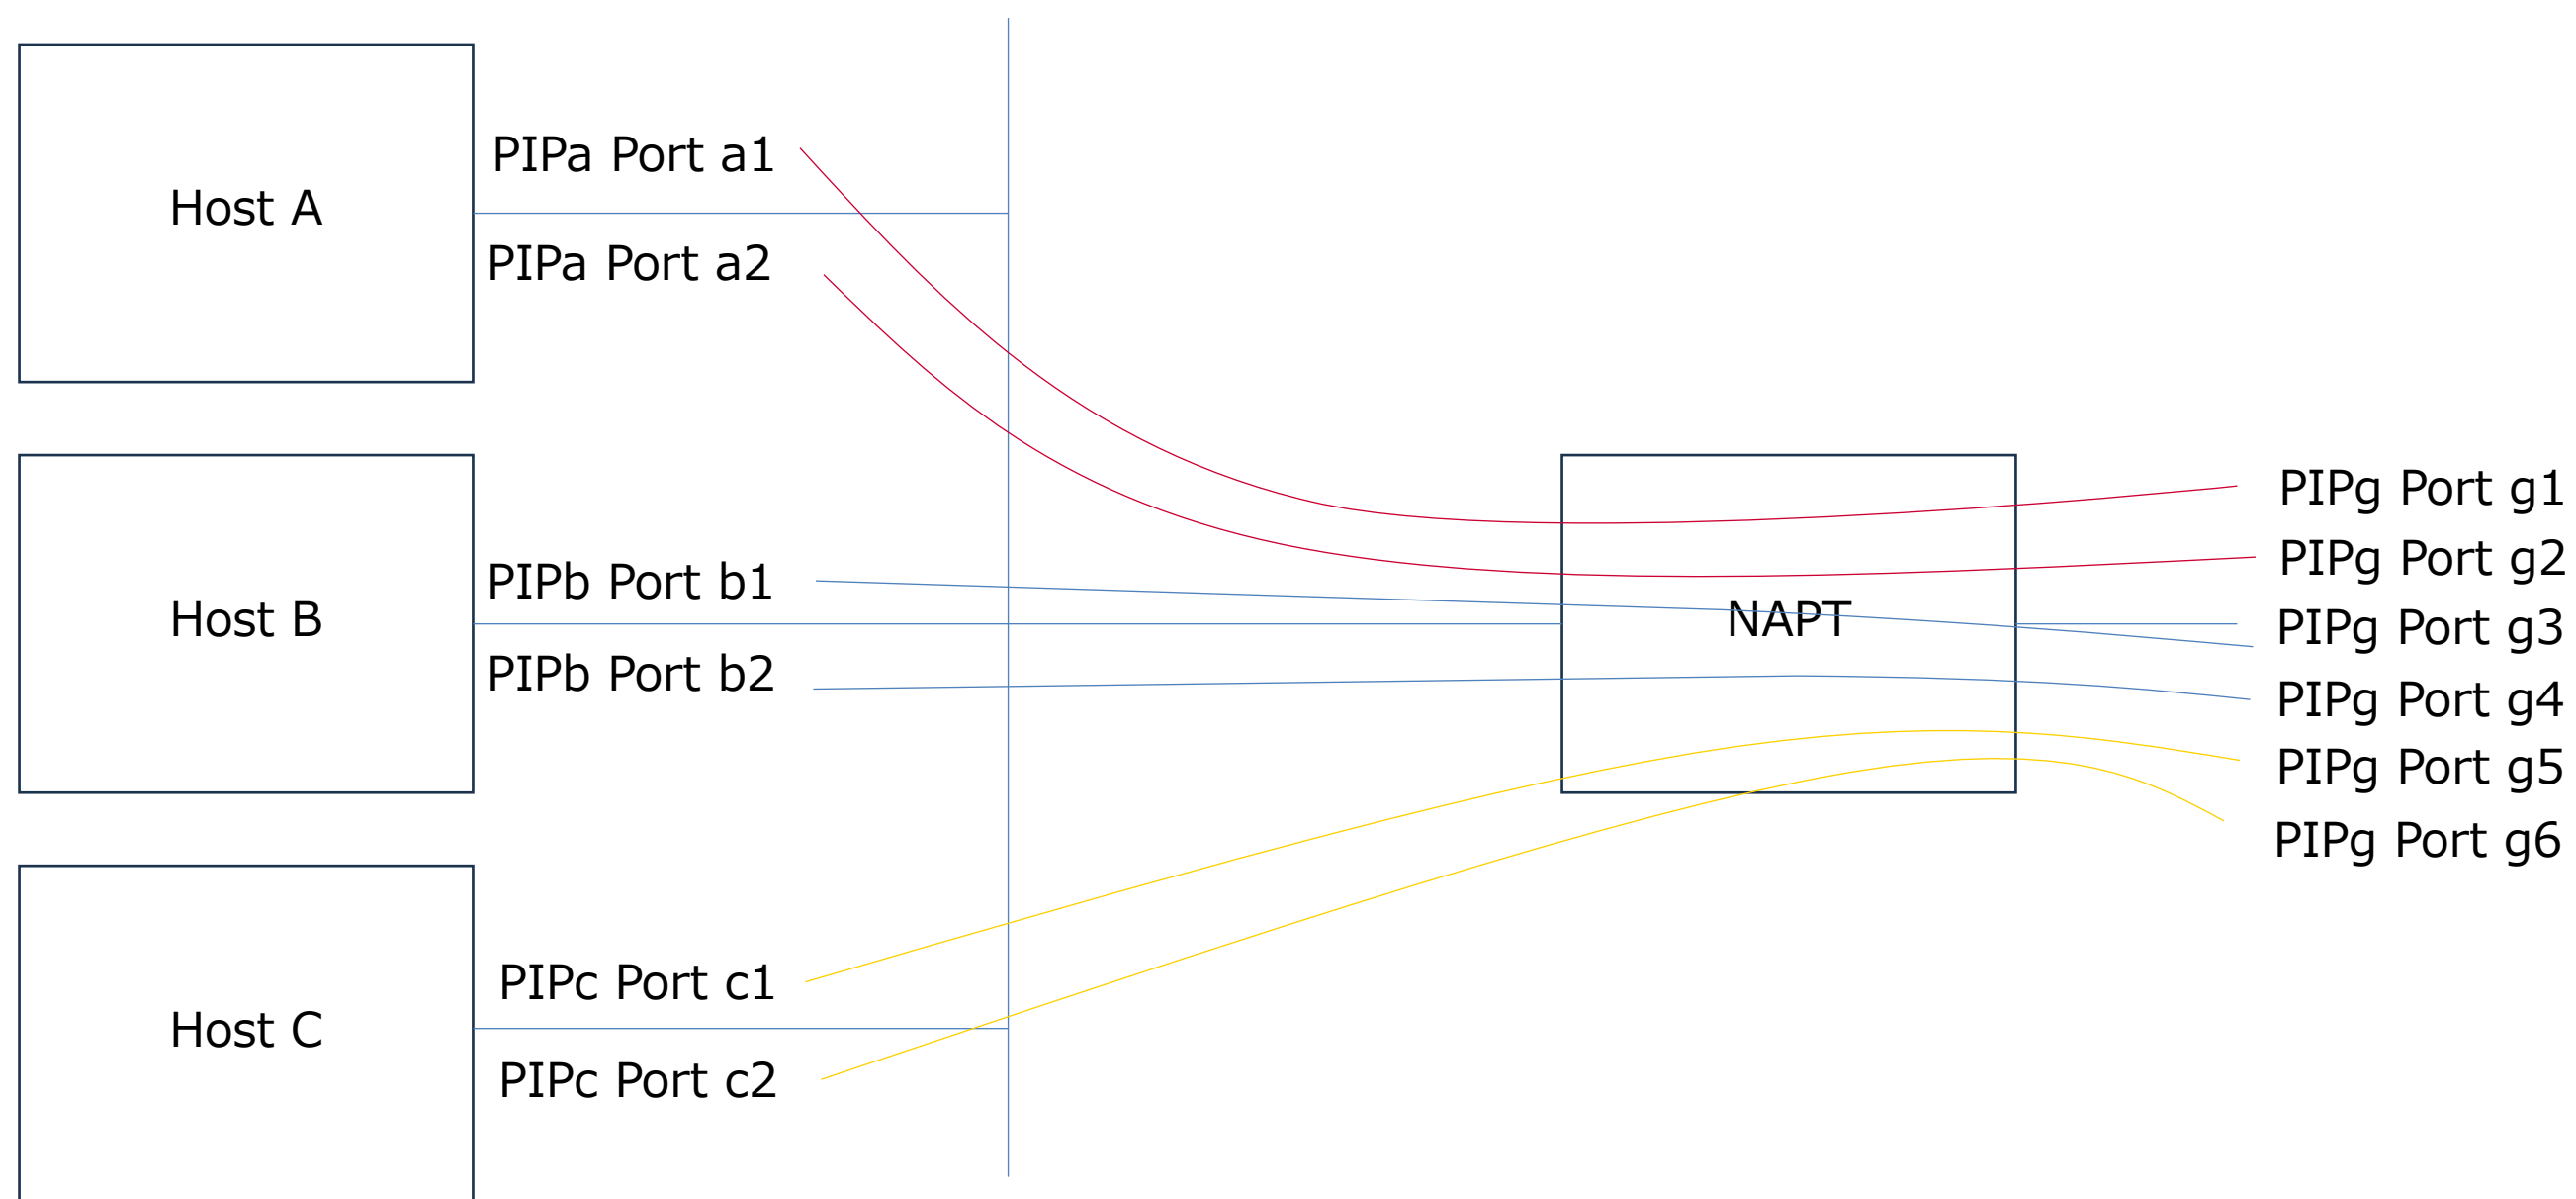 Host A
PIPa Port a1
PIPa Port a2
Host B
PIPb Port b1
PIPb Port b2
Host C
PIPc Port c1
PIPc Port c2
NAPT
PIPg Port g1
PIPg Port g2
PIPg Port g3
PIPg Port g4
PIPg Port g5
PIPg Port g6